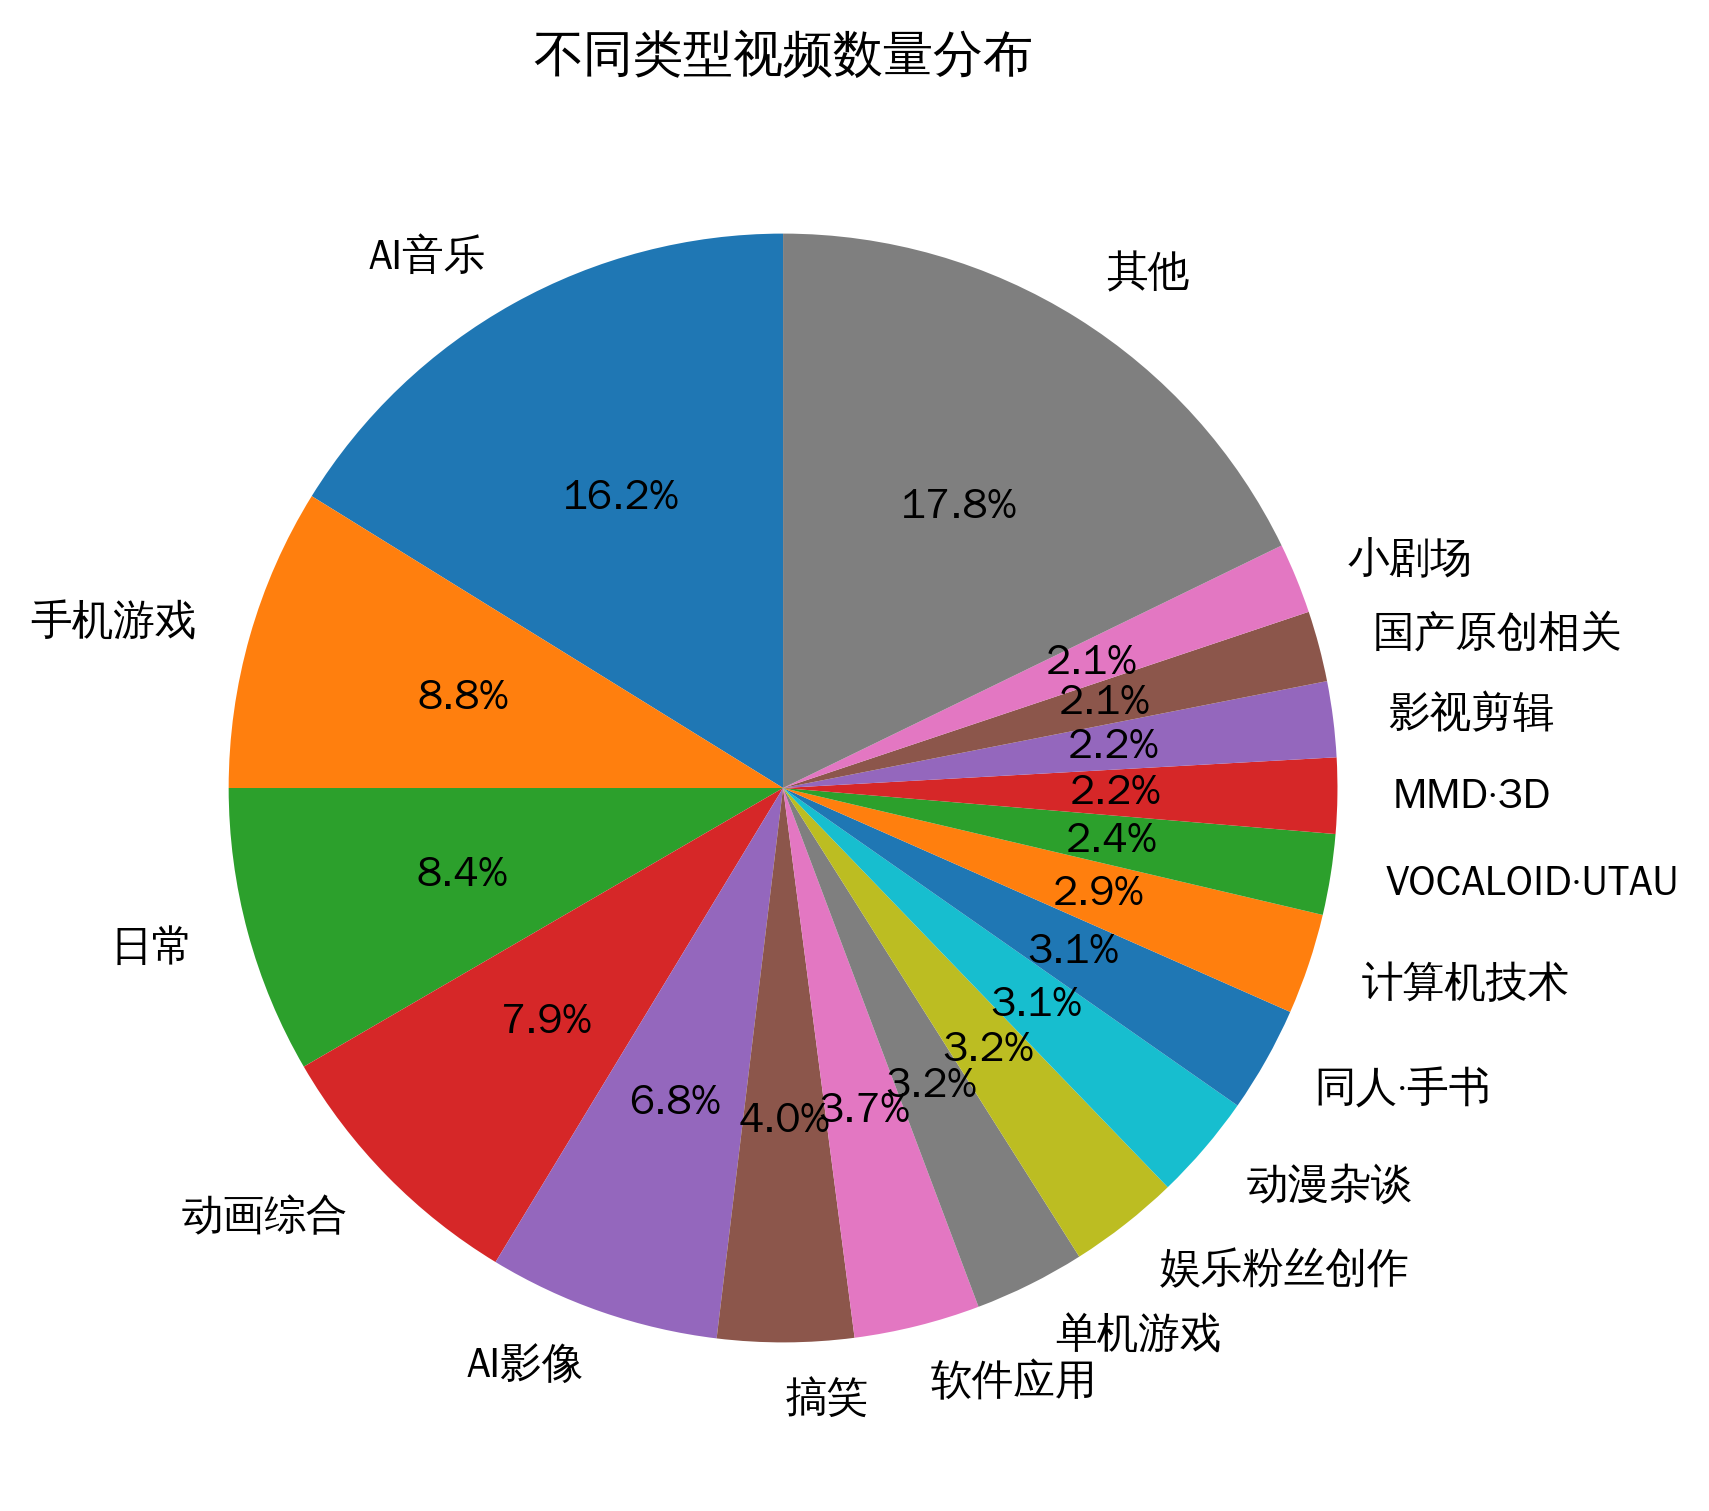 不同类型视频数量分布
AI音乐
16.2%
手机游戏
8.8%
日常
8.4%
动画综合
7.9%
AI影像
6.8%
搞笑
4.0%
软件应用
3.7%
单机游戏
3.2%
娱乐粉丝创作
3.2%
动漫杂谈
3.1%
同人·手书
3.1%
计算机技术
2.9%
VOCALOID·UTAU
2.4%
MMD·3D
2.2%
影视剪辑
2.2%
国产原创相关
2.1%
小剧场
2.1%
其他
17.8%